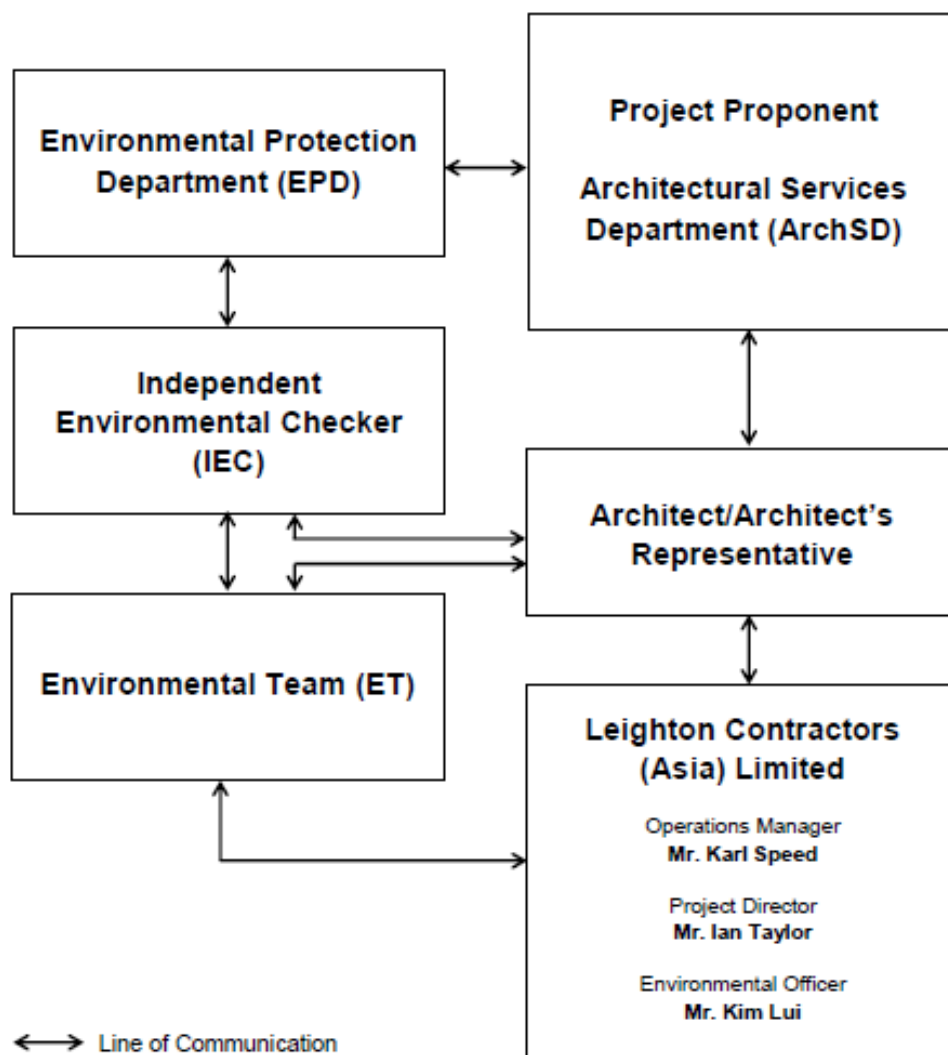 Environmental Protection
Department (EPD)
Project Proponent
Architectural Services
Department (ArchSD)
Independent
Environmental Checker
(IEC)
Architect/Architect’s
Representative
Environmental Team (ET)
Leighton Contractors
(Asia) Limited
Operations Manager
Mr. Karl Speed
Project Director
Mr. Ian Taylor
Environmental Officer
Mr. Kim Lui
Line of Communication